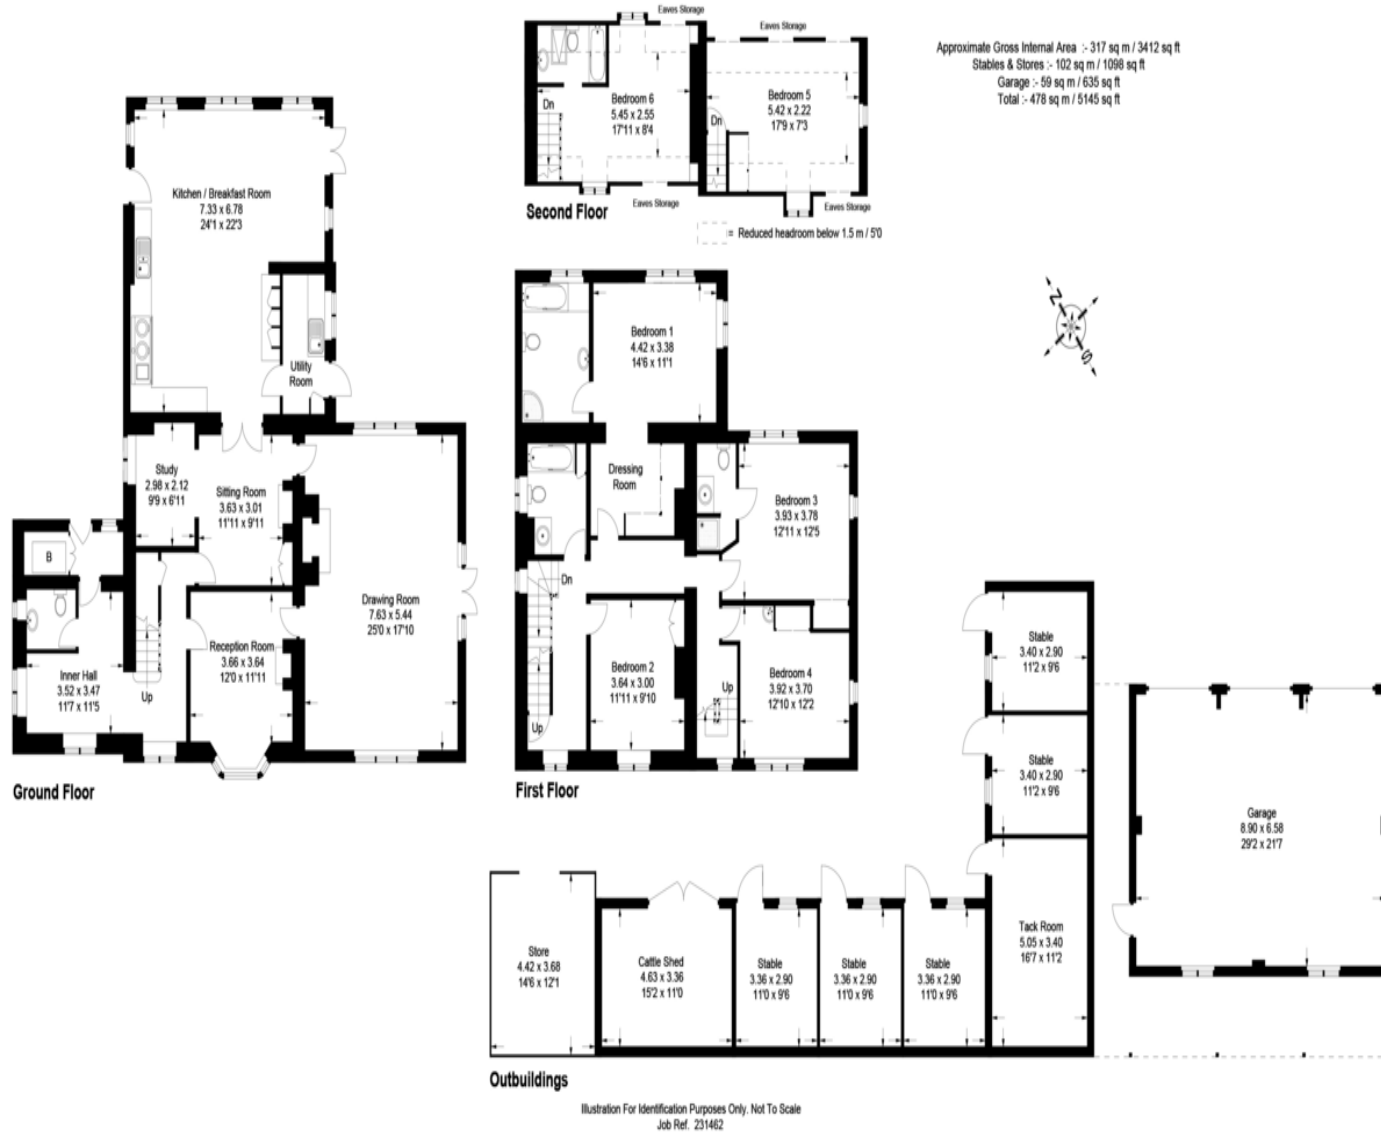 Eaves Storage
Eaves Storage
Approximate Gross Internal Area :- 317 sq m / 3412 sq ft
Stables & Stores :- 102 sq m / 1098 sq ft
Garage :- 59 sq m / 635 sq ft
Total :- 478 sq m / 5145 sq ft
Dn
Bedroom 6
5.45 x 2.55
17'11 x 8'4
Bedroom 5
5.42 x 2.22
17'9 x 7'3
Dn
Eaves Storage
Eaves Storage
Second Floor
= Reduced headroom below 1.5 m / 5'0
Kitchen / Breakfast Room
7.33 x 6.78
24'1 x 22'3
Utility
Room
Study
2.98 x 2.12
9'9 x 6'11
Sitting Room
3.63 x 3.01
11'11 x 9'11
B
Drawing Room
7.63 x 5.44
25'0 x 17'10
Reception Room
3.66 x 3.64
12'0 x 11'11
Inner Hall
3.52 x 3.47
11'7 x 11'5
Up
Ground Floor
Bedroom 1
4.42 x 3.38
14'6 x 11'1
Dressing
Room
Bedroom 3
3.93 x 3.78
12'11 x 12'5
Dn
Bedroom 2
3.64 x 3.00
11'11 x 9'10
Bedroom 4
3.92 x 3.70
12'10 x 12'2
Up
Up
First Floor
N
S
Stable
3.40 x 2.90
11'2 x 9'6
Stable
3.40 x 2.90
11'2 x 9'6
Garage
8.90 x 6.58
29'2 x 21'7
Tack Room
5.05 x 3.40
16'7 x 11'2
Store
4.42 x 3.68
14'6 x 12'1
Cattle Shed
4.63 x 3.36
15'2 x 11'0
Stable
3.36 x 2.90
11'0 x 9'6
Stable
3.36 x 2.90
11'0 x 9'6
Stable
3.36 x 2.90
11'0 x 9'6
Outbuildings
Illustration For Identification Purposes Only. Not To Scale
Job Ref. 231462